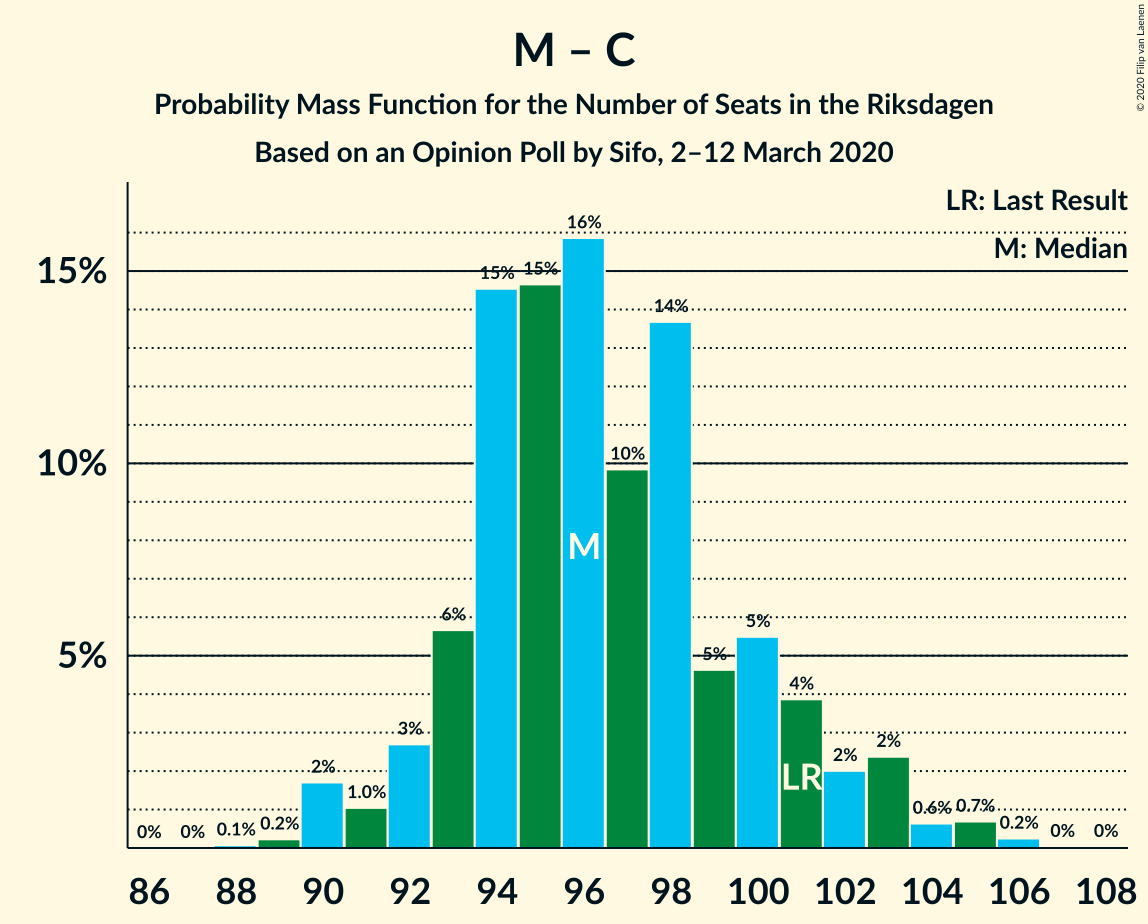 M – C
Probability Mass Function for the Number of Seats in the Riksdagen
Based on an Opinion Poll by Sifo, 2–12 March 2020
© 2020 Filip van Laenen
LR: Last Result
M: Median
15%
10%
5%
0%
0%
0.1%
0.2%
2%
1.0%
3%
6%
15%
15%
16%
10%
14%
5%
5%
4%
2%
2%
0.6%
0.7%
0.2%
0%
0%
M
LR
86 88 90 92 94 96 98 100 102 104 106 108